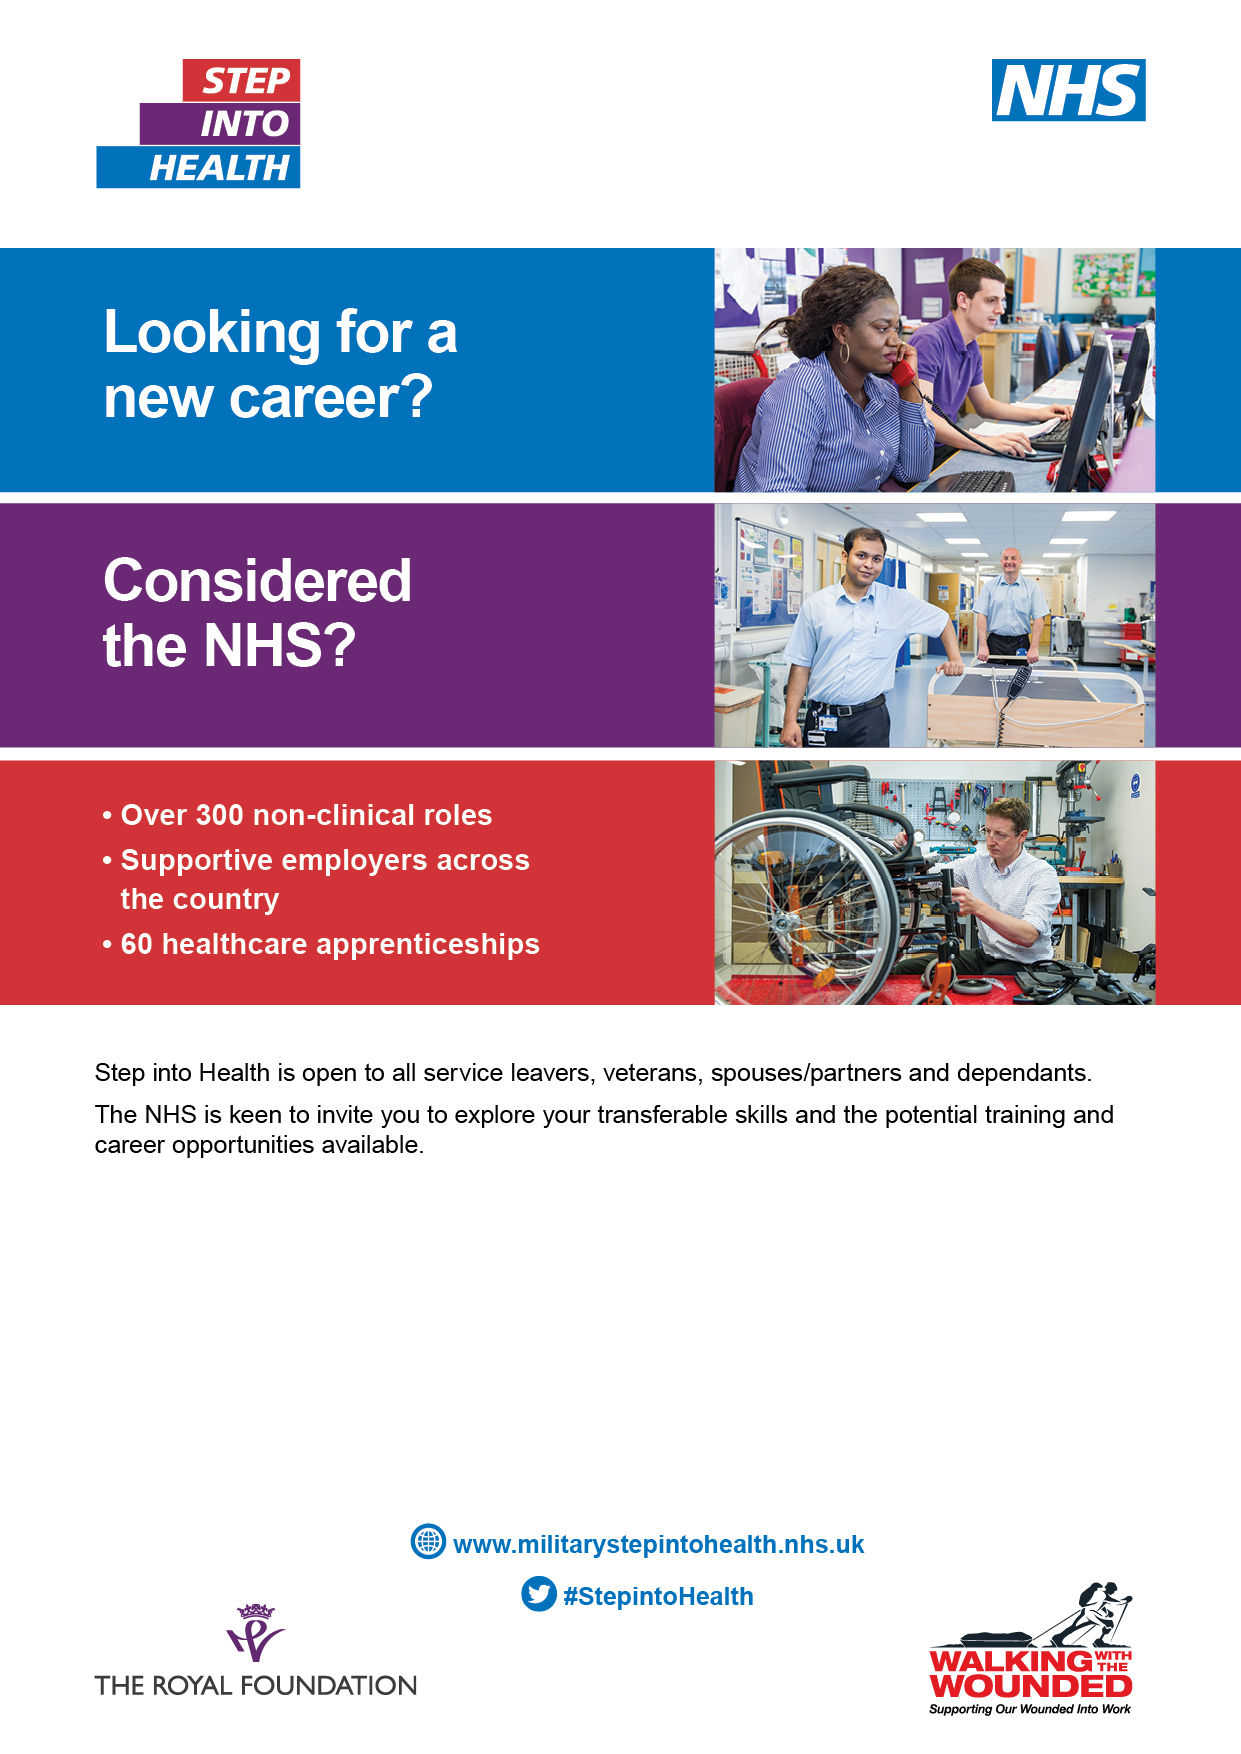 STEP
INTO
HEALTH
NHS
Looking for a
new career?
Considered
the NHS?
• Over 300 non-clinical roles
• Supportive employers across
the country
• 60 healthcare apprenticeships
Step into Health is open to all service leavers, veterans, spouses/partners and dependants.
The NHS is keen to invite you to explore your transferable skills and the potential training and
career opportunities available.
www.militarystepintohealth.nhs.uk
#StepintoHealth
THE ROYAL FOUNDATION
WALKING WITH THE
WOUNDED
Supporting Our Wounded Into Work